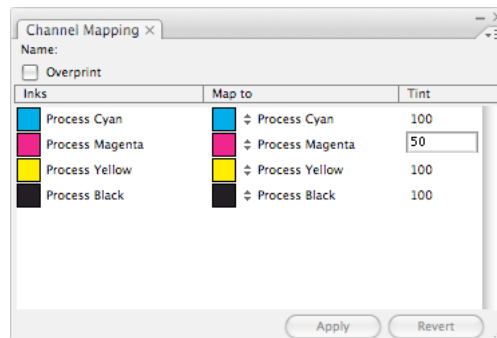 Channel Mapping
Name:
Overprint
Inks Map to Tint
Process Cyan Process Cyan 100
Process Magenta Process Magenta 50
Process Yellow Process Yellow 100
Process Black Process Black 100
Apply Revert